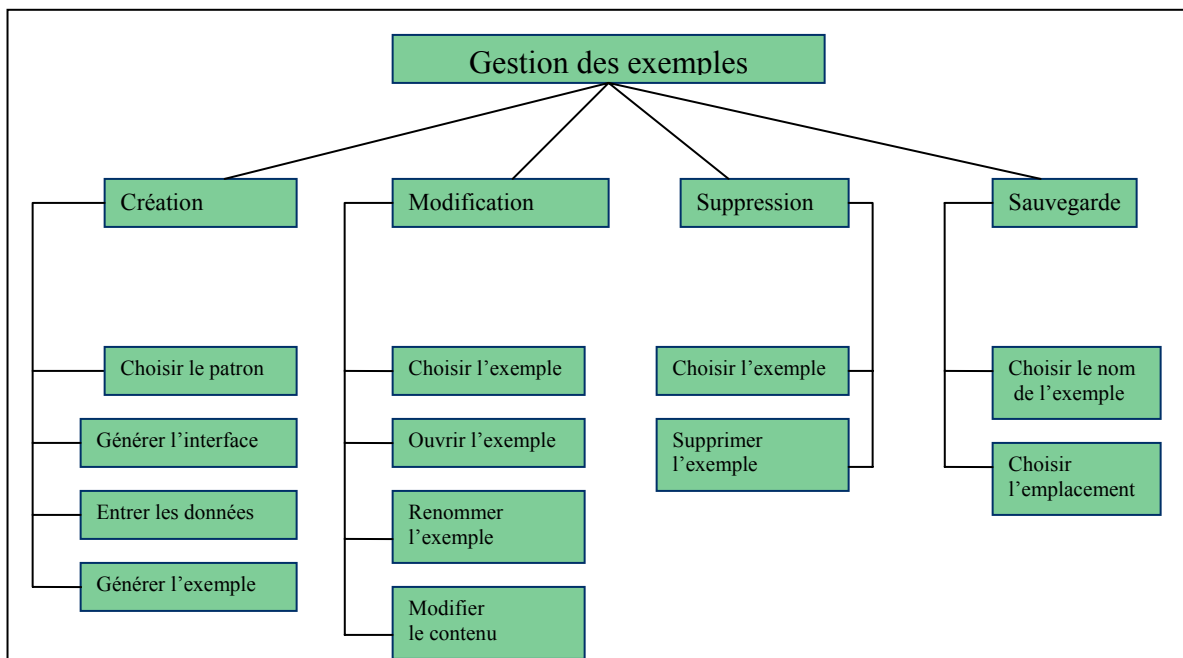 Gestion des exemples
Création
Modification
Suppression
Sauvegarde
Choisir le patron
Générer l’interface
Entrer les données
Générer l’exemple
Choisir l’exemple
Ouvrir l’exemple
Renommer
l’exemple
Modifier
le contenu
Choisir l’exemple
Supprimer
l’exemple
Choisir le nom
de l’exemple
Choisir
l’emplacement